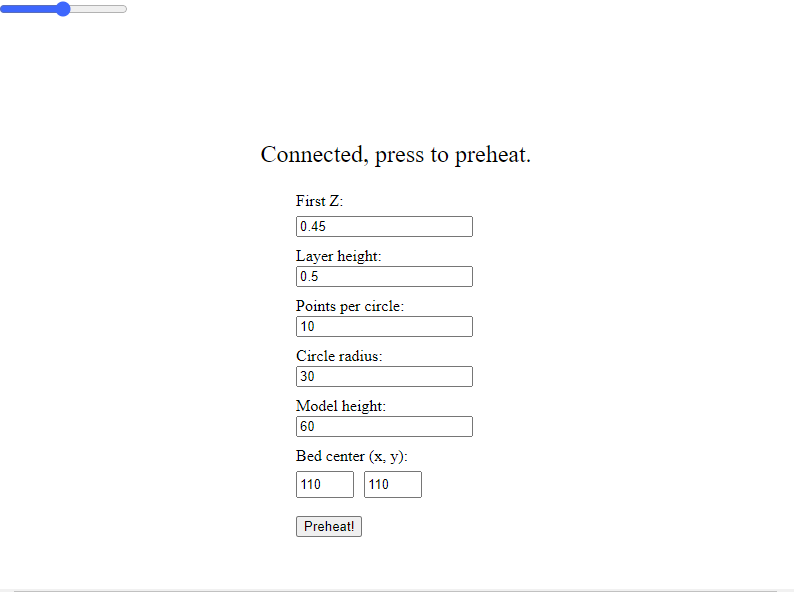 Connected, press to preheat.
First Z:
0.45
Layer height:
0.5
Points per circle:
10
Circle radius:
30
Model height:
60
Bed center (x, y):
110 110
Preheat!